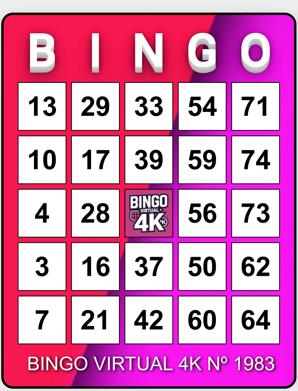 B I N G O
13 29 33 54 71
10 17 39 59 74
4 28 BINGO VIRTUAL 4K 56 73
3 16 37 50 62
7 21 42 60 64
BINGO VIRTUAL 4K Nº 1983